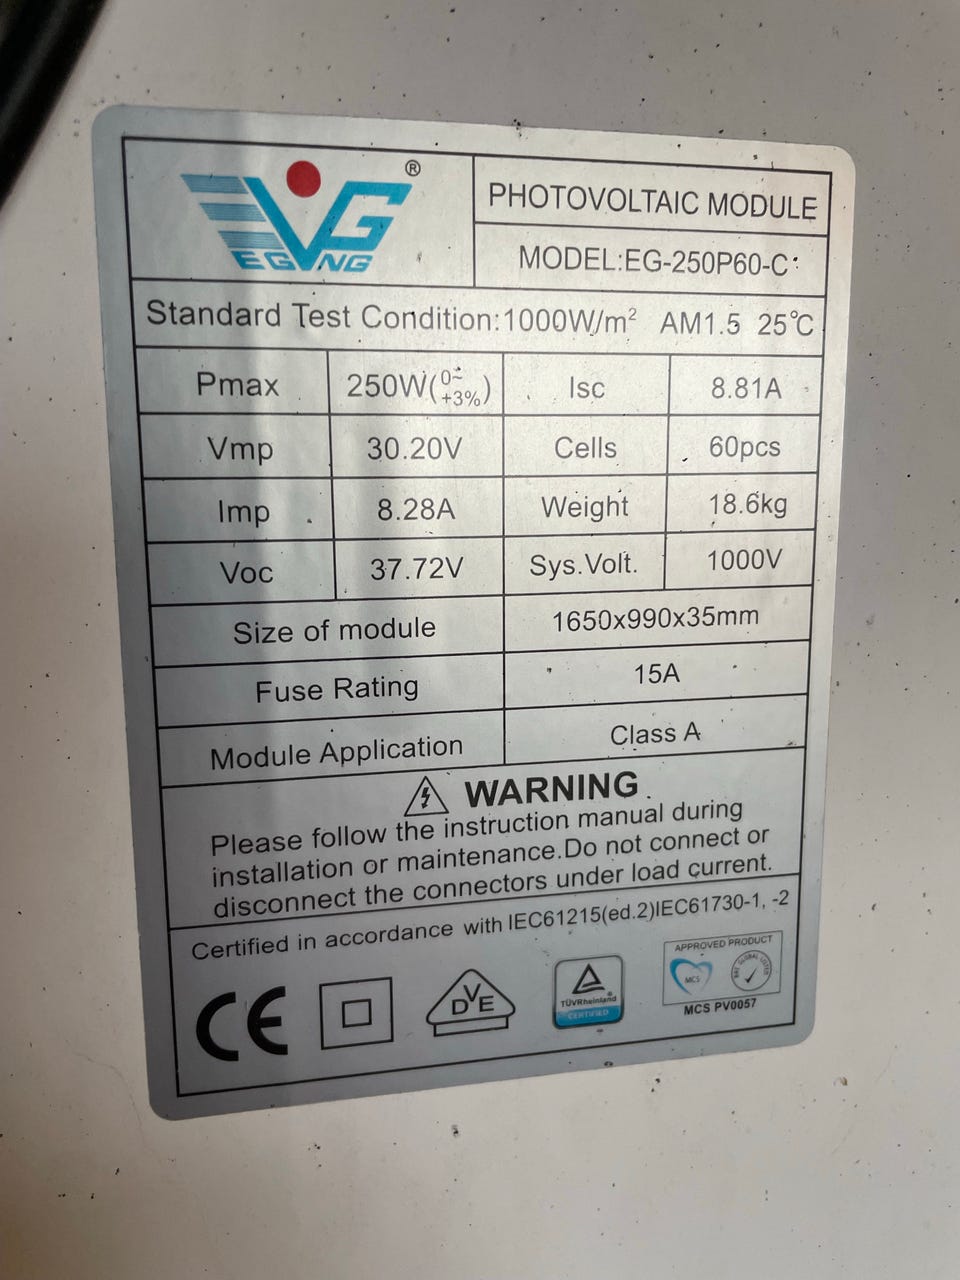 ®
EGNG
PHOTOVOLTAIC MODULE
MODEL:EG-250P60-C
Standard Test Condition:1000W/m² AM1.5 25℃
Pmax 250W(0~+3%) Isc 8.81A
Vmp 30.20V Cells 60pcs
Imp 8.28A Weight 18.6kg
Voc 37.72V Sys.Volt. 1000V
Size of module 1650x990x35mm
Fuse Rating 15A
Module Application Class A
WARNING
Please follow the instruction manual during
installation or maintenance.Do not connect or
disconnect the connectors under load current.
Certified in accordance with IEC61215(ed.2)IEC61730-1, -2
CE
DVE
TÜVRheinland
CERTIFIED
APPROVED PRODUCT
MCS
MCS PV0057